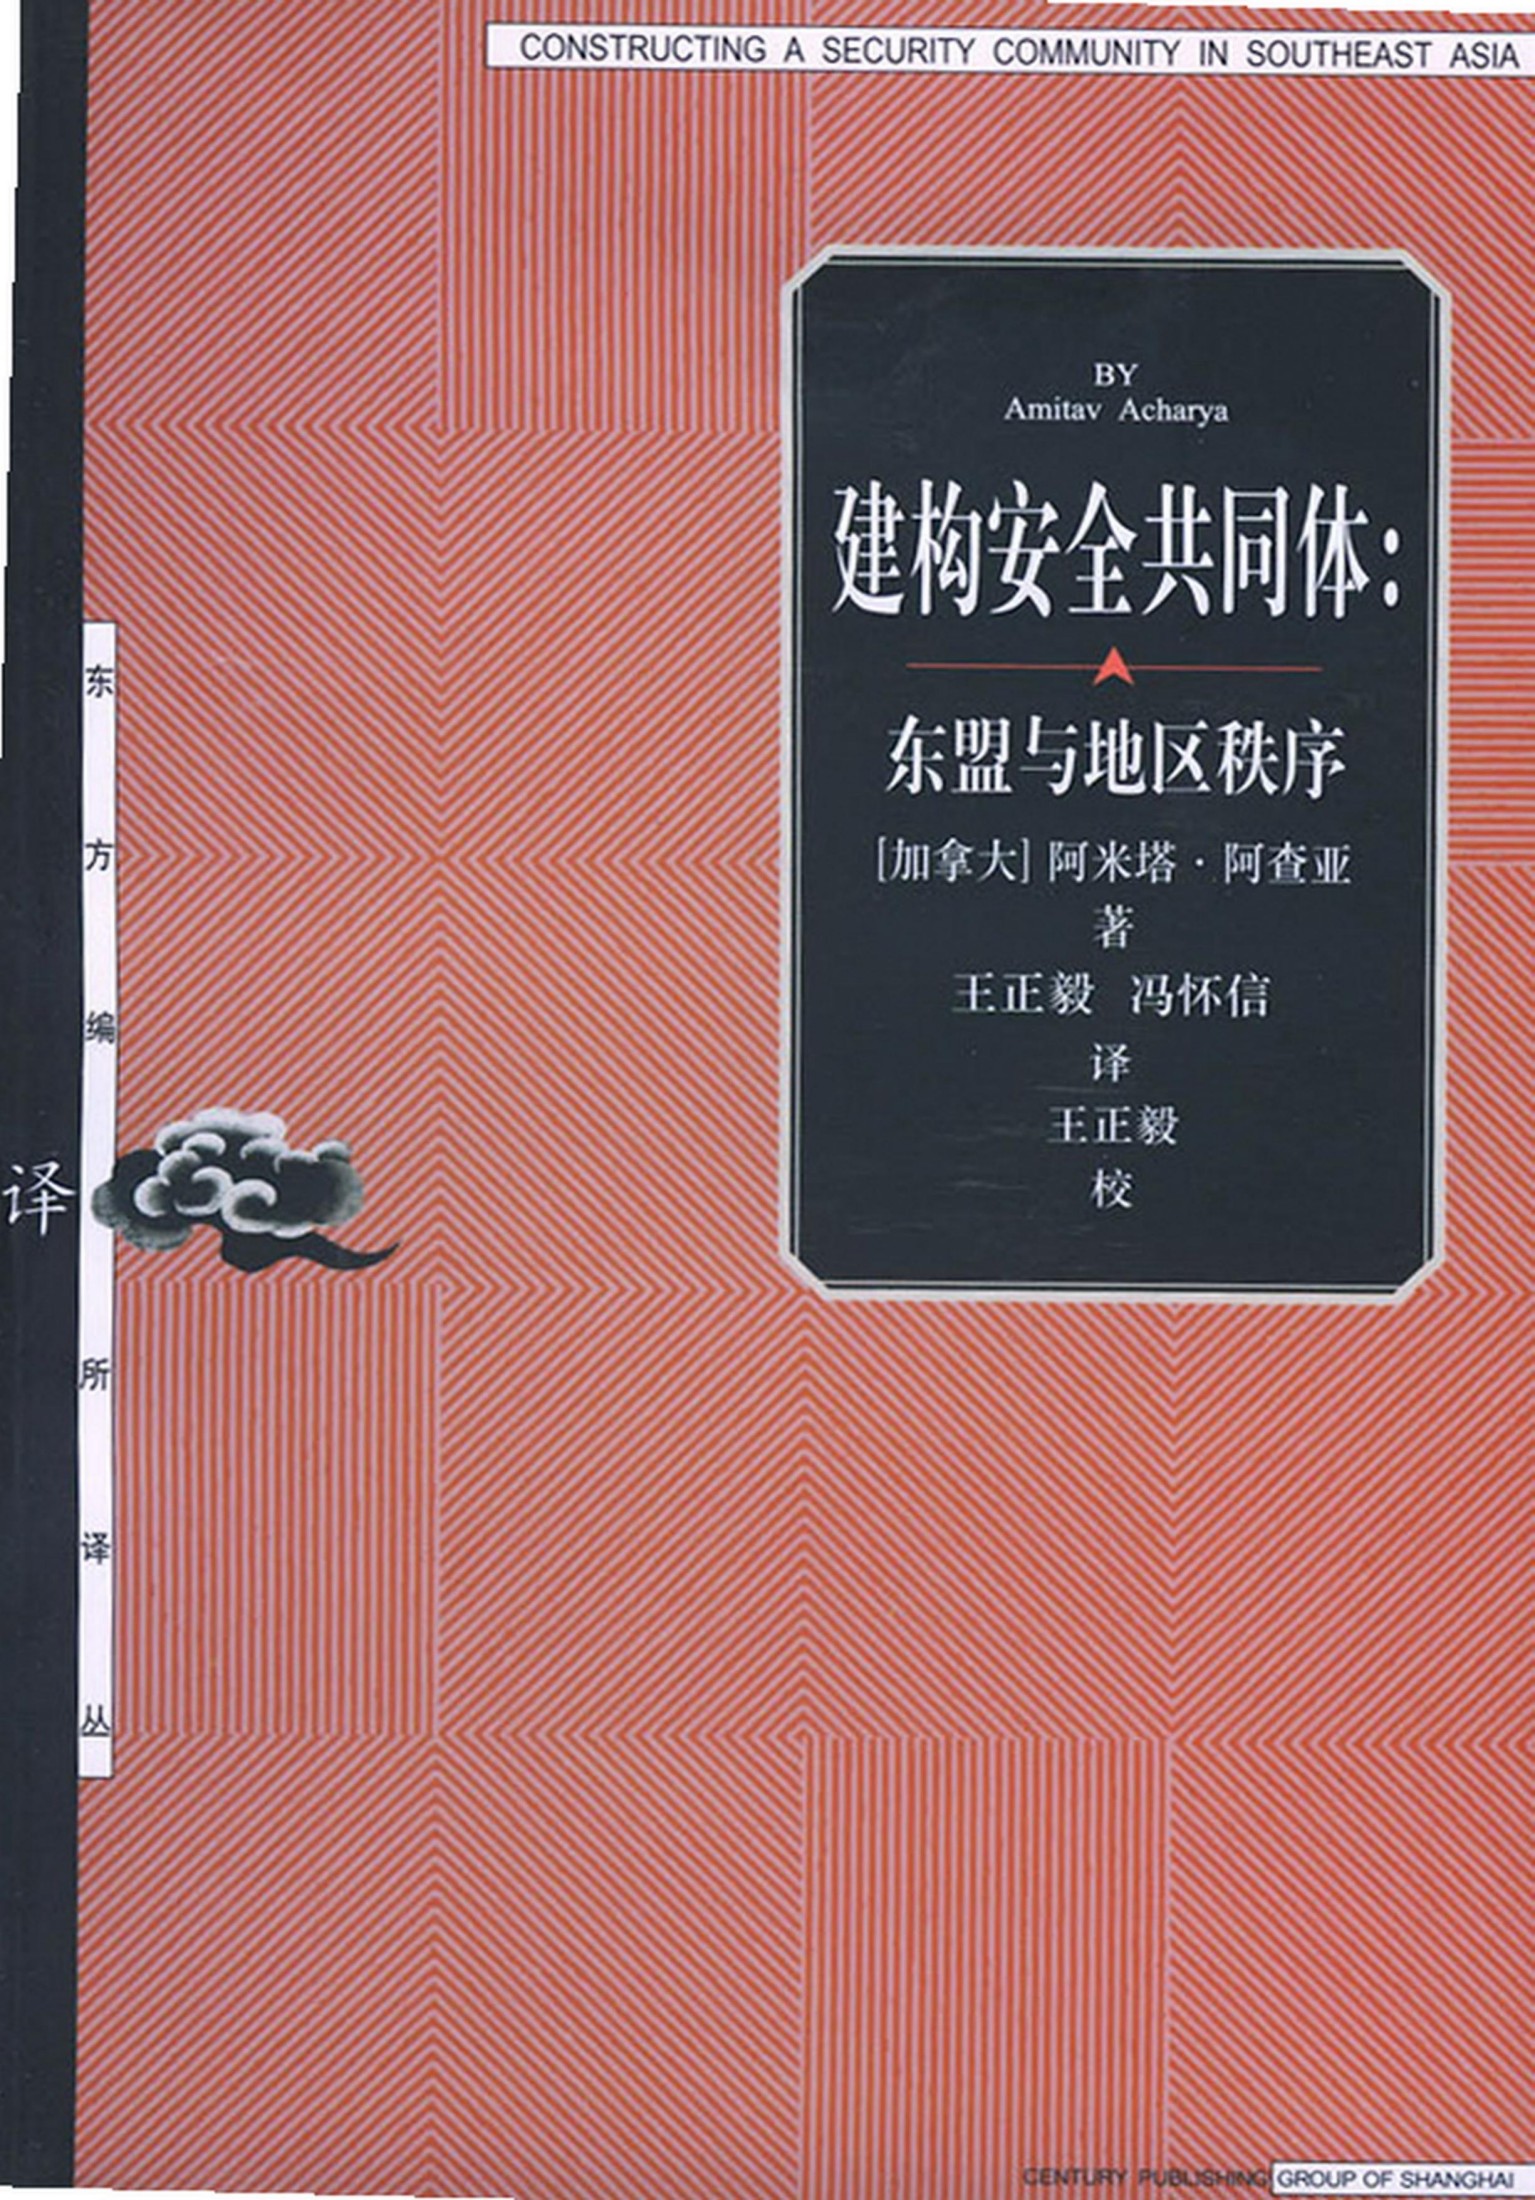 CONSTRUCTING A SECURITY COMMUNITY IN SOUTHEAST ASIA
BY
Amitav Acharya
建构安全共同体：
东盟与地区秩序
[加拿大] 阿米塔·阿查亚
著
王正毅 冯怀信
译
王正毅
校
东方编译所译丛
CENTURY PUBLISHING GROUP OF SHANGHAI